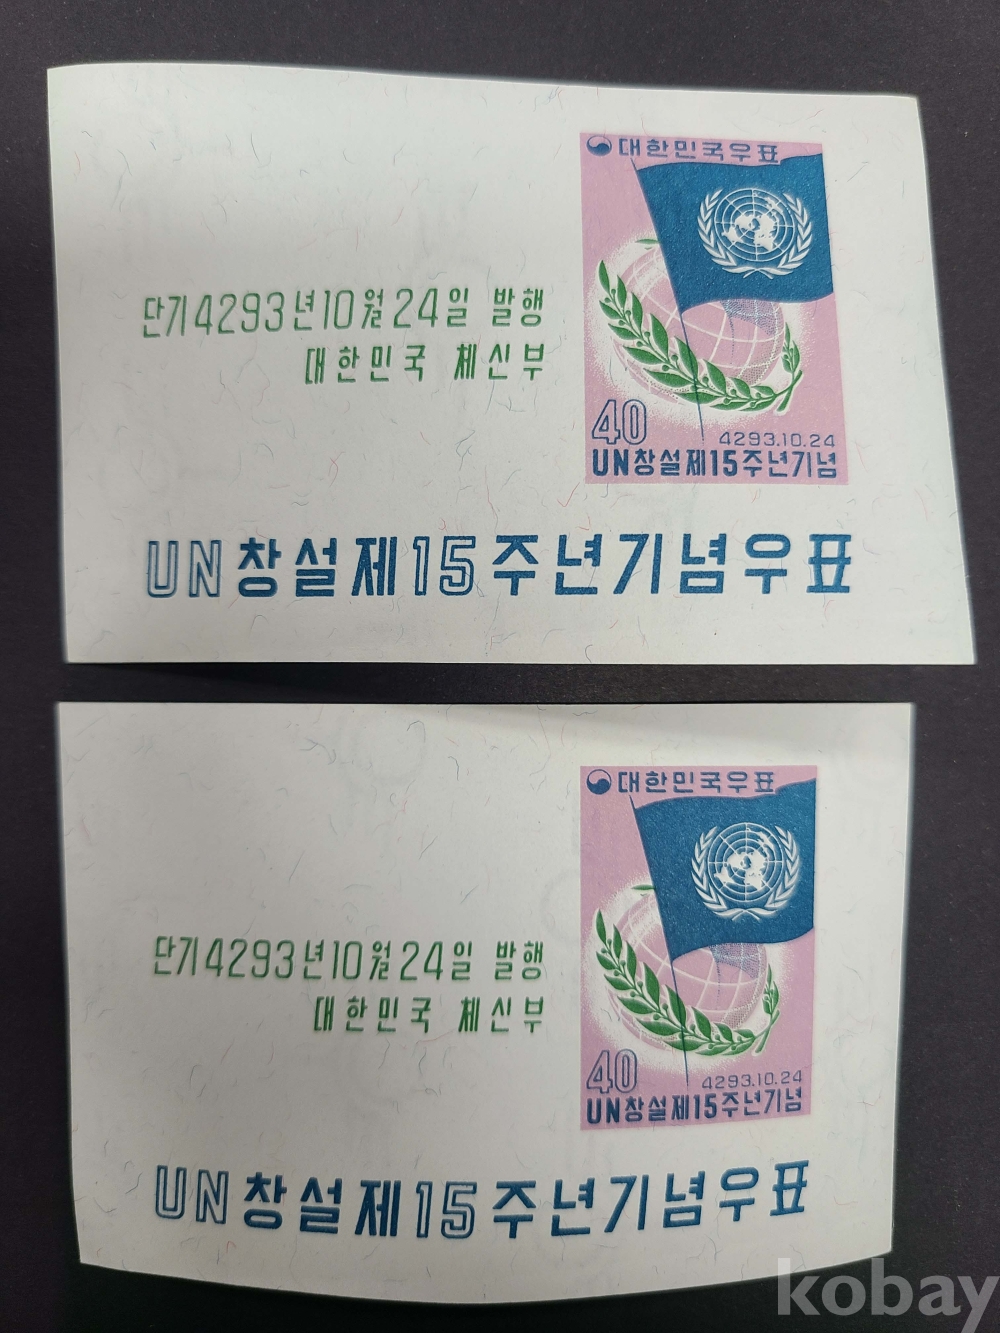 대한민국우표
단기4293년10월24일 발행
대한민국 체신부
40
4293.10.24
UN창설제15주년기념
UN창설제15주년기념우표
대한민국우표
단기4293년10월24일 발행
대한민국 체신부
40
4293.10.24
UN창설제15주년기념
UN창설제15주년기념우표
kobay